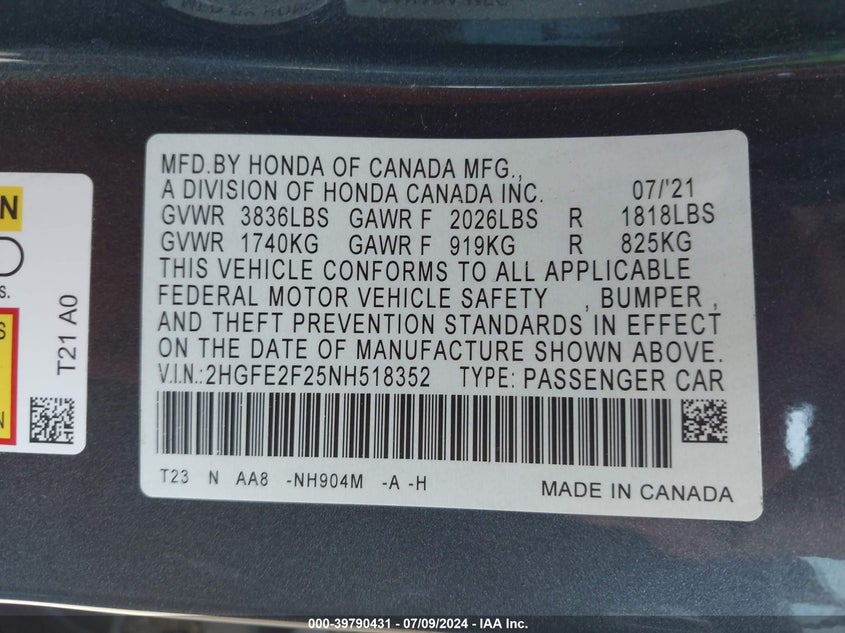 MFD.BY HONDA OF CANADA MFG.,
A DIVISION OF HONDA CANADA INC. 07/'21
GVWR 3836LBS GAWR F 2026LBS R 1818LBS
GVWR 1740KG GAWR F 919KG R 825KG
THIS VEHICLE CONFORMS TO ALL APPLICABLE
FEDERAL MOTOR VEHICLE SAFETY , BUMPER ,
AND THEFT PREVENTION STANDARDS IN EFFECT
ON THE DATE OF MANUFACTURE SHOWN ABOVE.
V.I.N.:2HGFE2F25NH518352 TYPE: PASSENGER CAR
T23 N AA8 -NH904M -A -H
MADE IN CANADA
N
S.
S
N
T21 A0
000-39790431 - 07/09/2024 - IAA Inc.